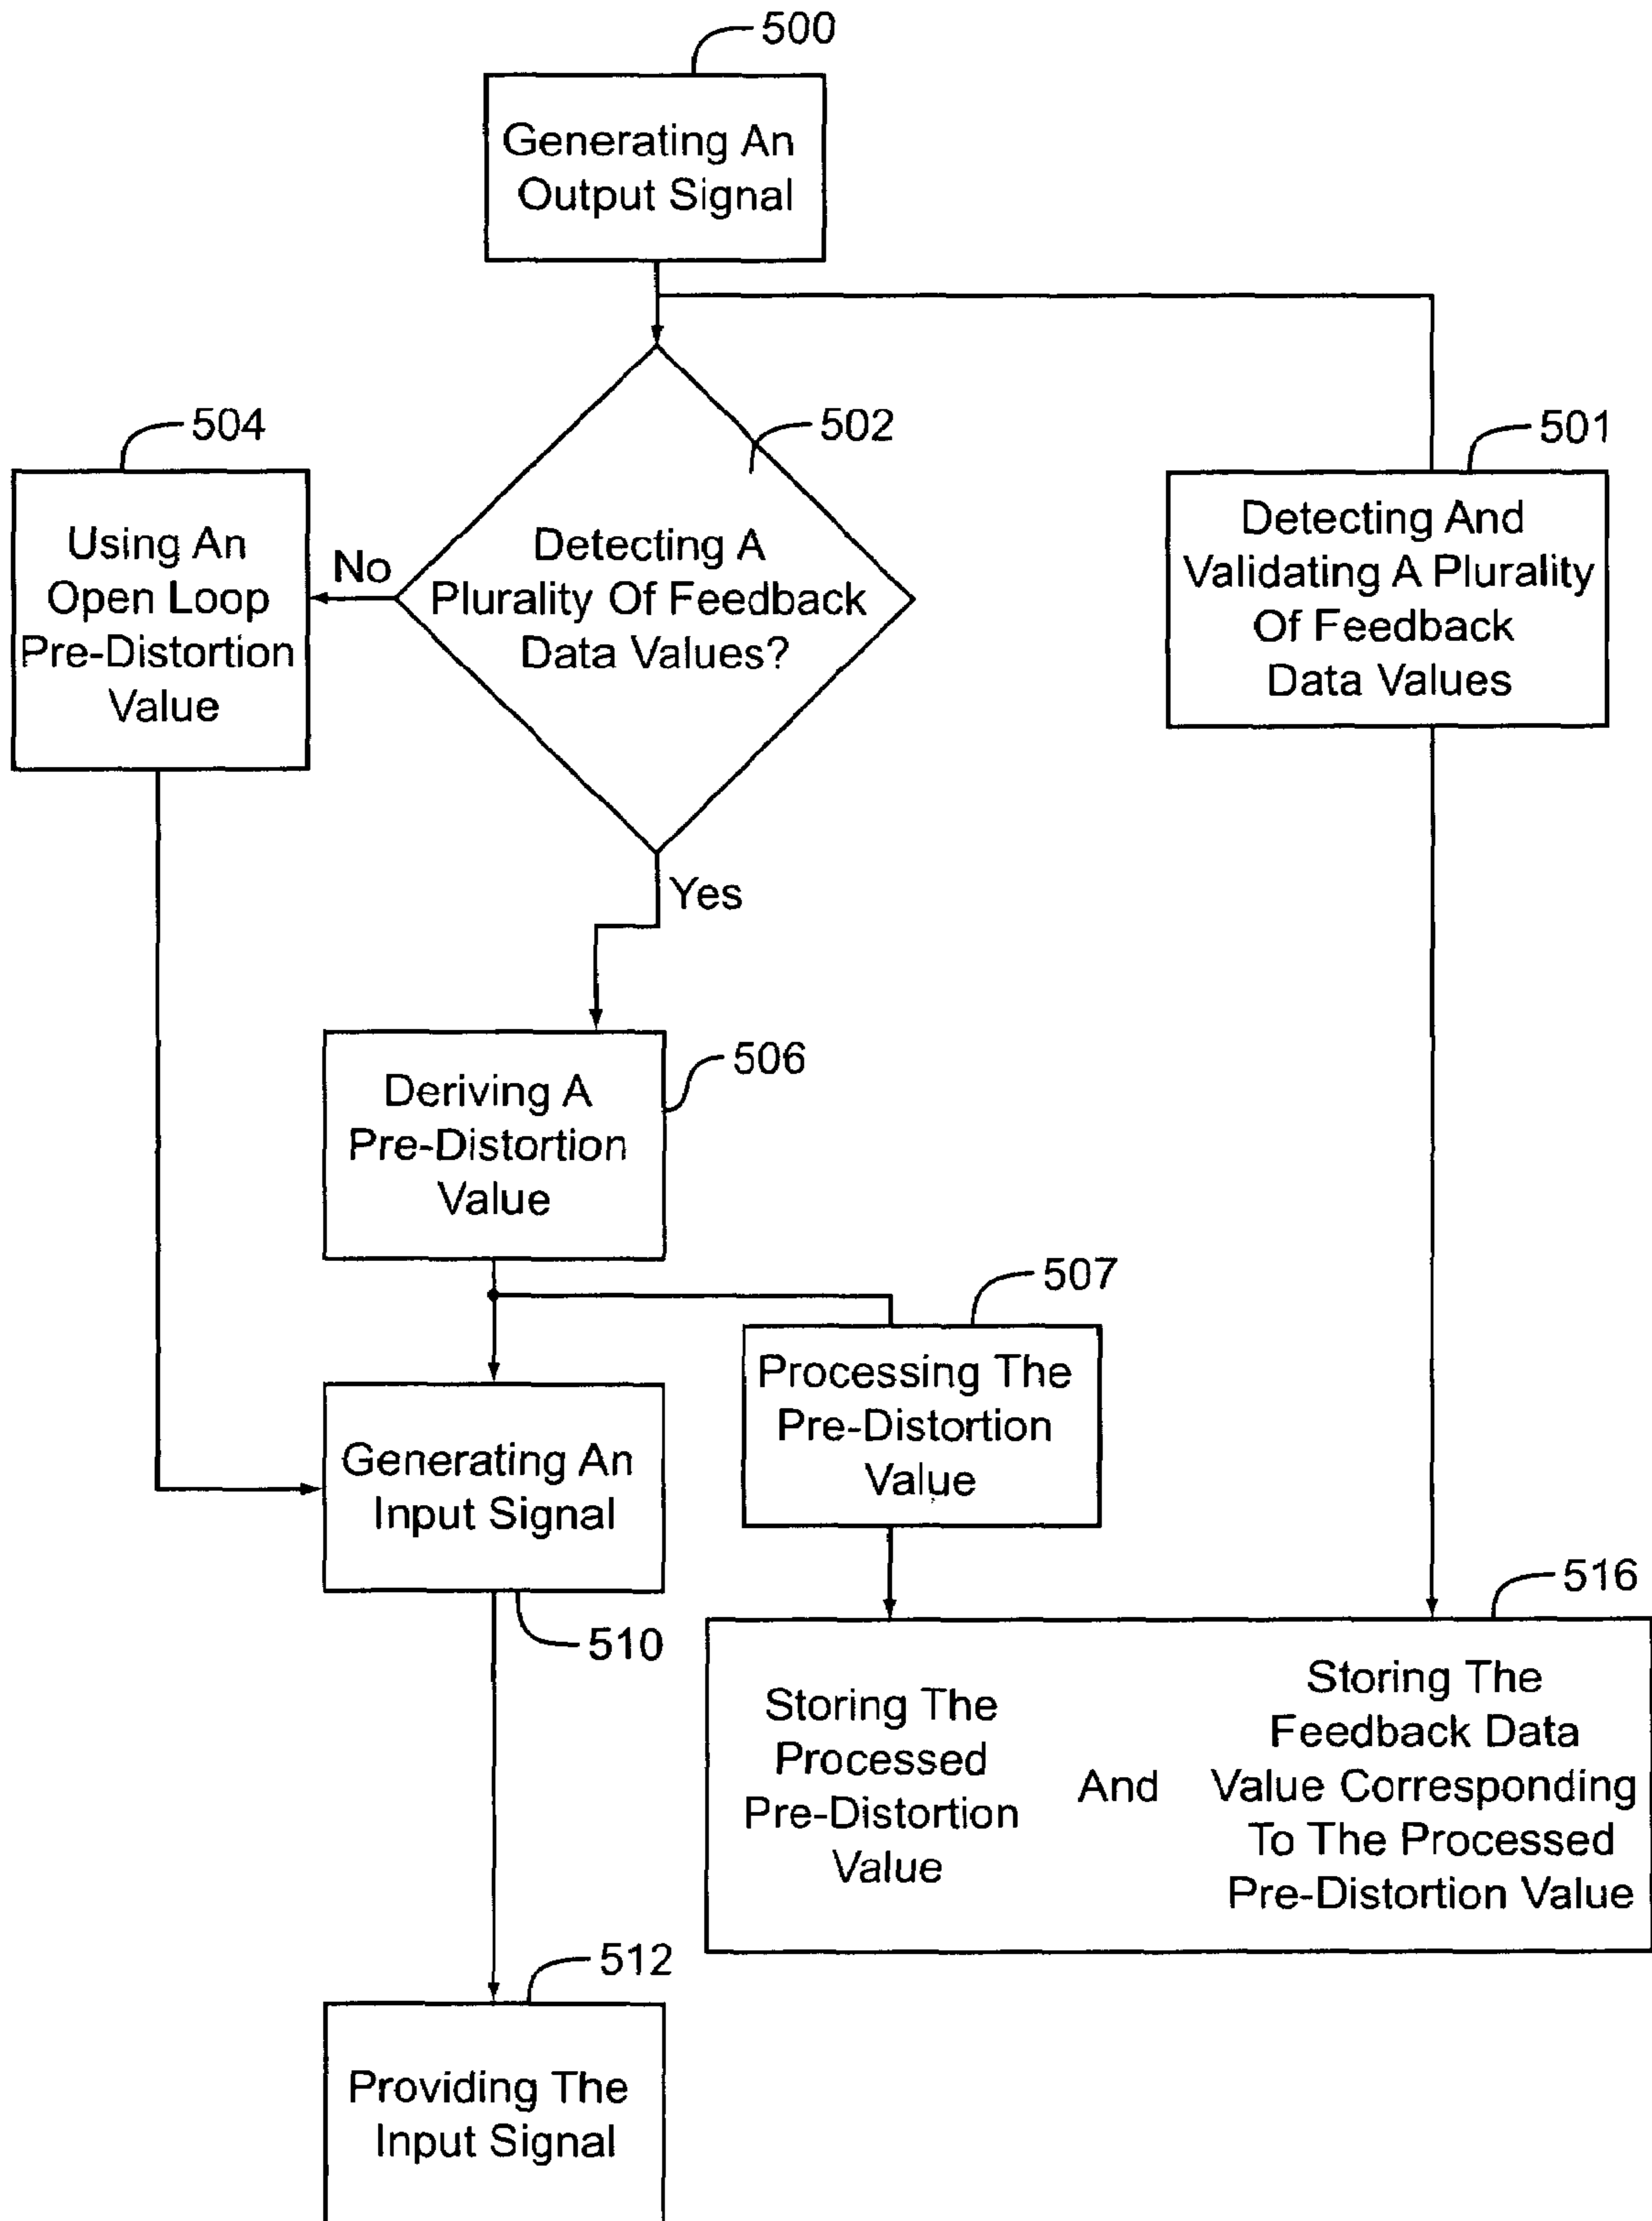 500
Generating An
Output Signal
504
502
501
Using An
Open Loop
Pre-Distortion
Value
No
Detecting A
Plurality Of Feedback
Data Values?
Detecting And
Validating A Plurality
Of Feedback
Data Values
Yes
506
Deriving A
Pre-Distortion
Value
507
Processing The
Pre-Distortion
Value
Generating An
Input Signal
510
516
Storing The
Processed
Pre-Distortion
Value
And
Storing The
Feedback Data
Value Corresponding
To The Processed
Pre-Distortion Value
512
Providing The
Input Signal